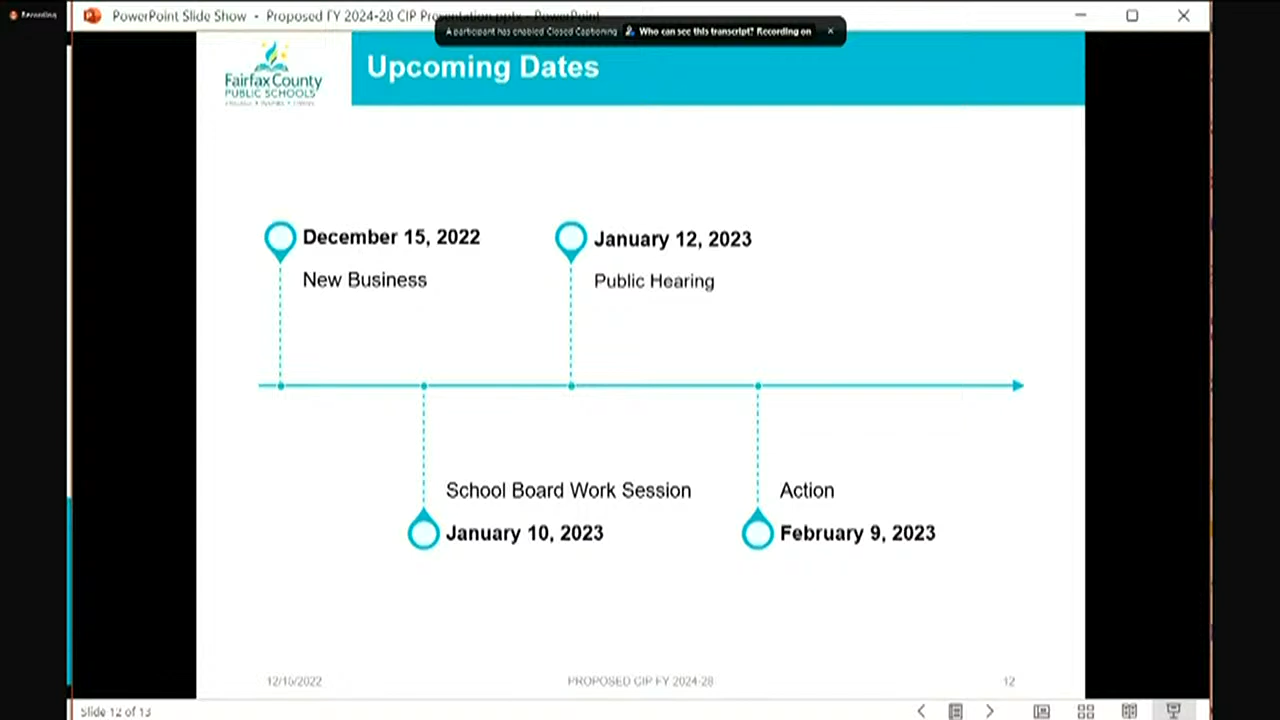 Recording
PowerPoint Slide Show - Proposed FY 2024-28 CIP Presentation.pptx - PowerPoint
A participant has enabled Closed Captioning Who can see this transcript? Recording on
Fairfax County
PUBLIC SCHOOLS
Upcoming Dates
December 15, 2022
New Business
January 12, 2023
Public Hearing
School Board Work Session
January 10, 2023
Action
February 9, 2023
PROPOSED CIP FY 2024-28
12
Slide 12 of 13